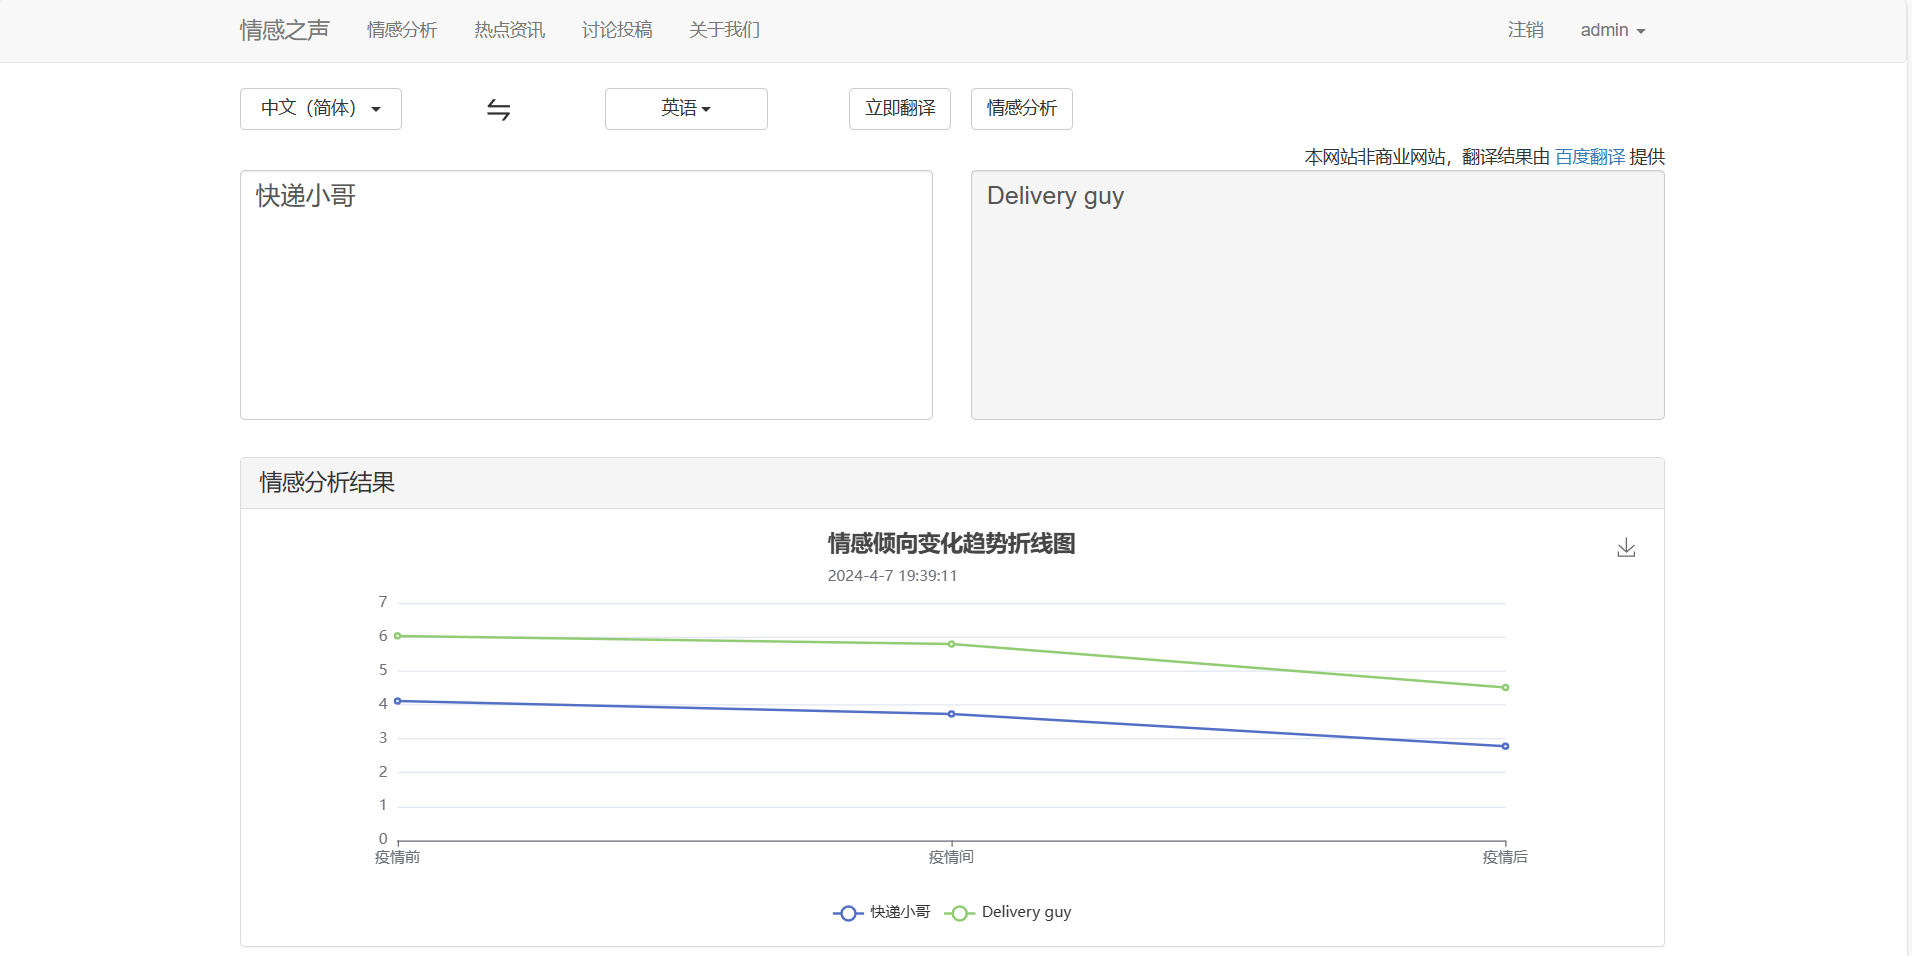 情感之声 情感分析 热点资讯 讨论投稿 关于我们 注销 admin
中文（简体） 英语 立即翻译 情感分析
本网站非商业网站，翻译结果由 百度翻译 提供
快递小哥 Delivery guy
情感分析结果
情感倾向变化趋势折线图
2024-4-7 19:39:11
7
6
5
4
3
2
1
0
疫情前 疫情间 疫情后
快递小哥 Delivery guy